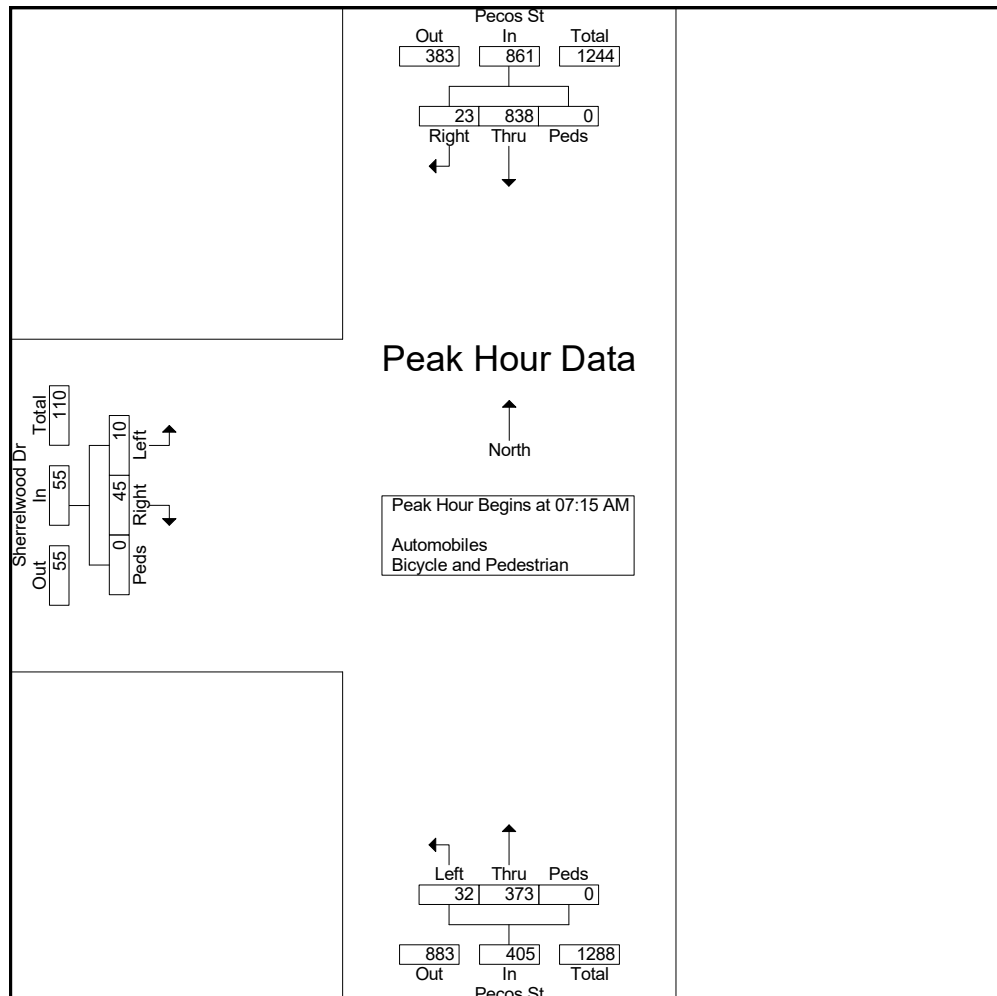 Pecos St
Out In Total
383 861 1244
23 838 0
Right Thru Peds
Peak Hour Data
North
Peak Hour Begins at 07:15 AM
Automobiles
Bicycle and Pedestrian
Sherrelwood Dr
Out In Total
55 55 110
0 45 10
Peds Right Left
Left Thru Peds
32 373 0
883 405 1288
Out In Total
Pecos St